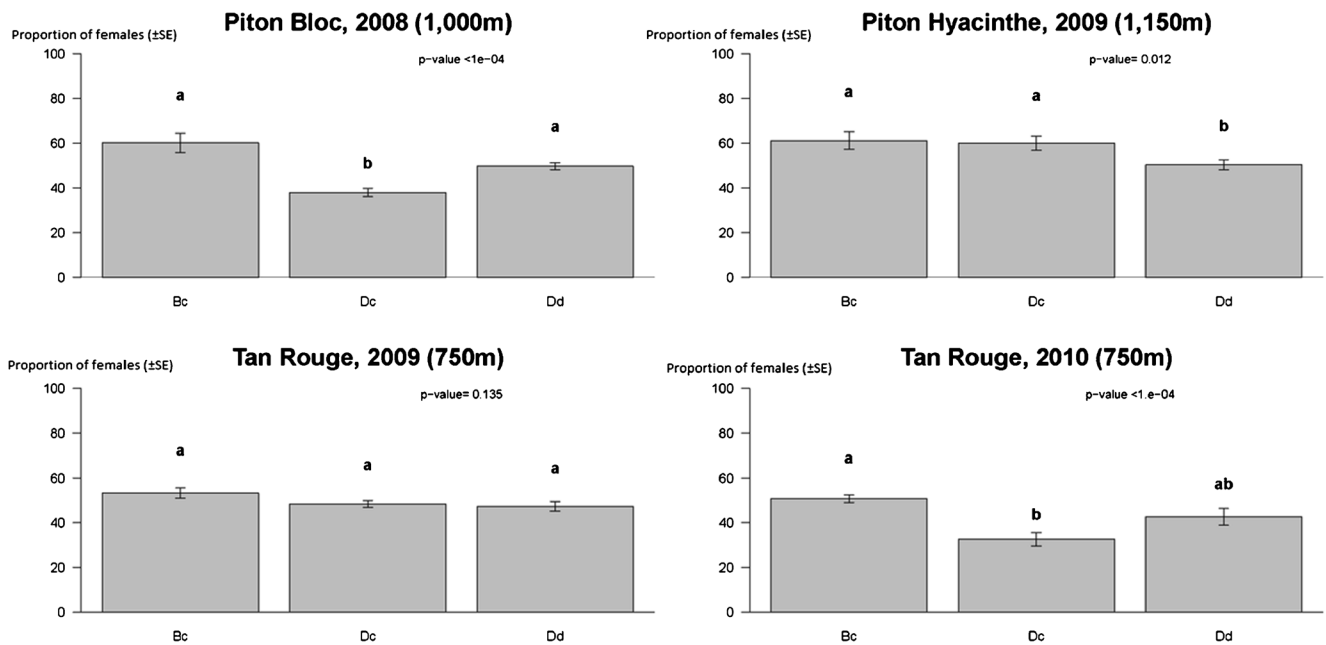 Piton Bloc, 2008 (1,000m)
Proportion of females (±SE)
p-value <1e-04
100
80
60
40
20
0
a
b
a
Bc Dc Dd
Piton Hyacinthe, 2009 (1,150m)
Proportion of females (±SE)
p-value= 0.012
100
80
60
40
20
0
a
a
b
Bc Dc Dd
Tan Rouge, 2009 (750m)
Proportion of females (±SE)
p-value= 0.135
100
80
60
40
20
0
a
a
a
Bc Dc Dd
Tan Rouge, 2010 (750m)
Proportion of females (±SE)
p-value <1.e-04
100
80
60
40
20
0
a
b
ab
Bc Dc Dd